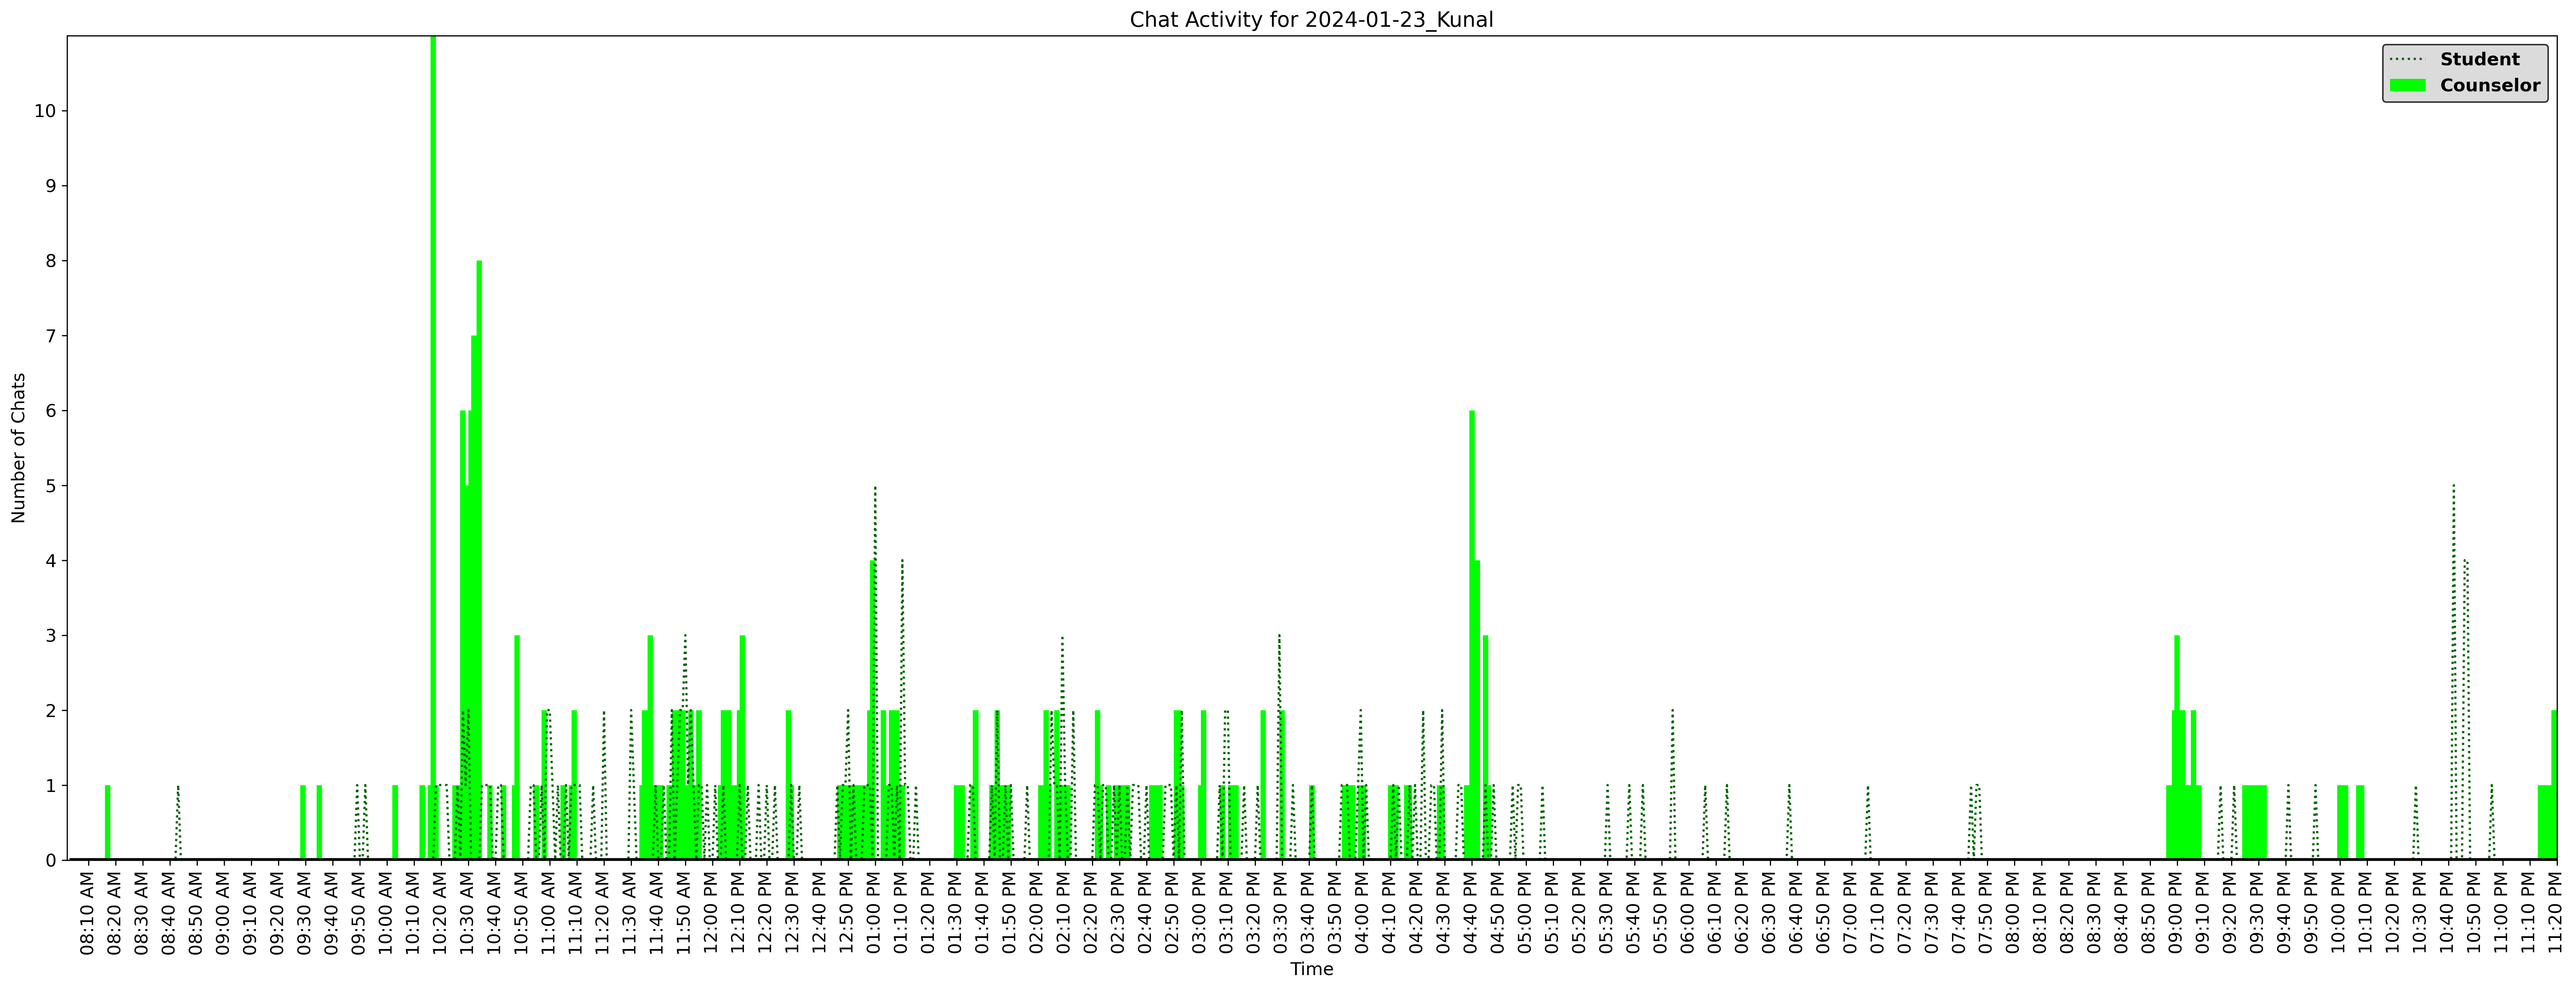 Chat Activity for 2024-01-23_Kunal
Student
Counselor
Number of Chats
10
9
8
7
6
5
4
3
2
1
0
08:10 AM
08:20 AM
08:30 AM
08:40 AM
08:50 AM
09:00 AM
09:10 AM
09:20 AM
09:30 AM
09:40 AM
09:50 AM
10:00 AM
10:10 AM
10:20 AM
10:30 AM
10:40 AM
10:50 AM
11:00 AM
11:10 AM
11:20 AM
11:30 AM
11:40 AM
11:50 AM
12:00 PM
12:10 PM
12:20 PM
12:30 PM
12:40 PM
12:50 PM
01:00 PM
01:10 PM
01:20 PM
01:30 PM
01:40 PM
01:50 PM
02:00 PM
02:10 PM
02:20 PM
02:30 PM
02:40 PM
02:50 PM
03:00 PM
03:10 PM
03:20 PM
03:30 PM
03:40 PM
03:50 PM
04:00 PM
04:10 PM
04:20 PM
04:30 PM
04:40 PM
04:50 PM
05:00 PM
05:10 PM
05:20 PM
05:30 PM
05:40 PM
05:50 PM
06:00 PM
06:10 PM
06:20 PM
06:30 PM
06:40 PM
06:50 PM
07:00 PM
07:10 PM
07:20 PM
07:30 PM
07:40 PM
07:50 PM
08:00 PM
08:10 PM
08:20 PM
08:30 PM
08:40 PM
08:50 PM
09:00 PM
09:10 PM
09:20 PM
09:30 PM
09:40 PM
09:50 PM
10:00 PM
10:10 PM
10:20 PM
10:30 PM
10:40 PM
10:50 PM
11:00 PM
11:10 PM
11:20 PM
Time